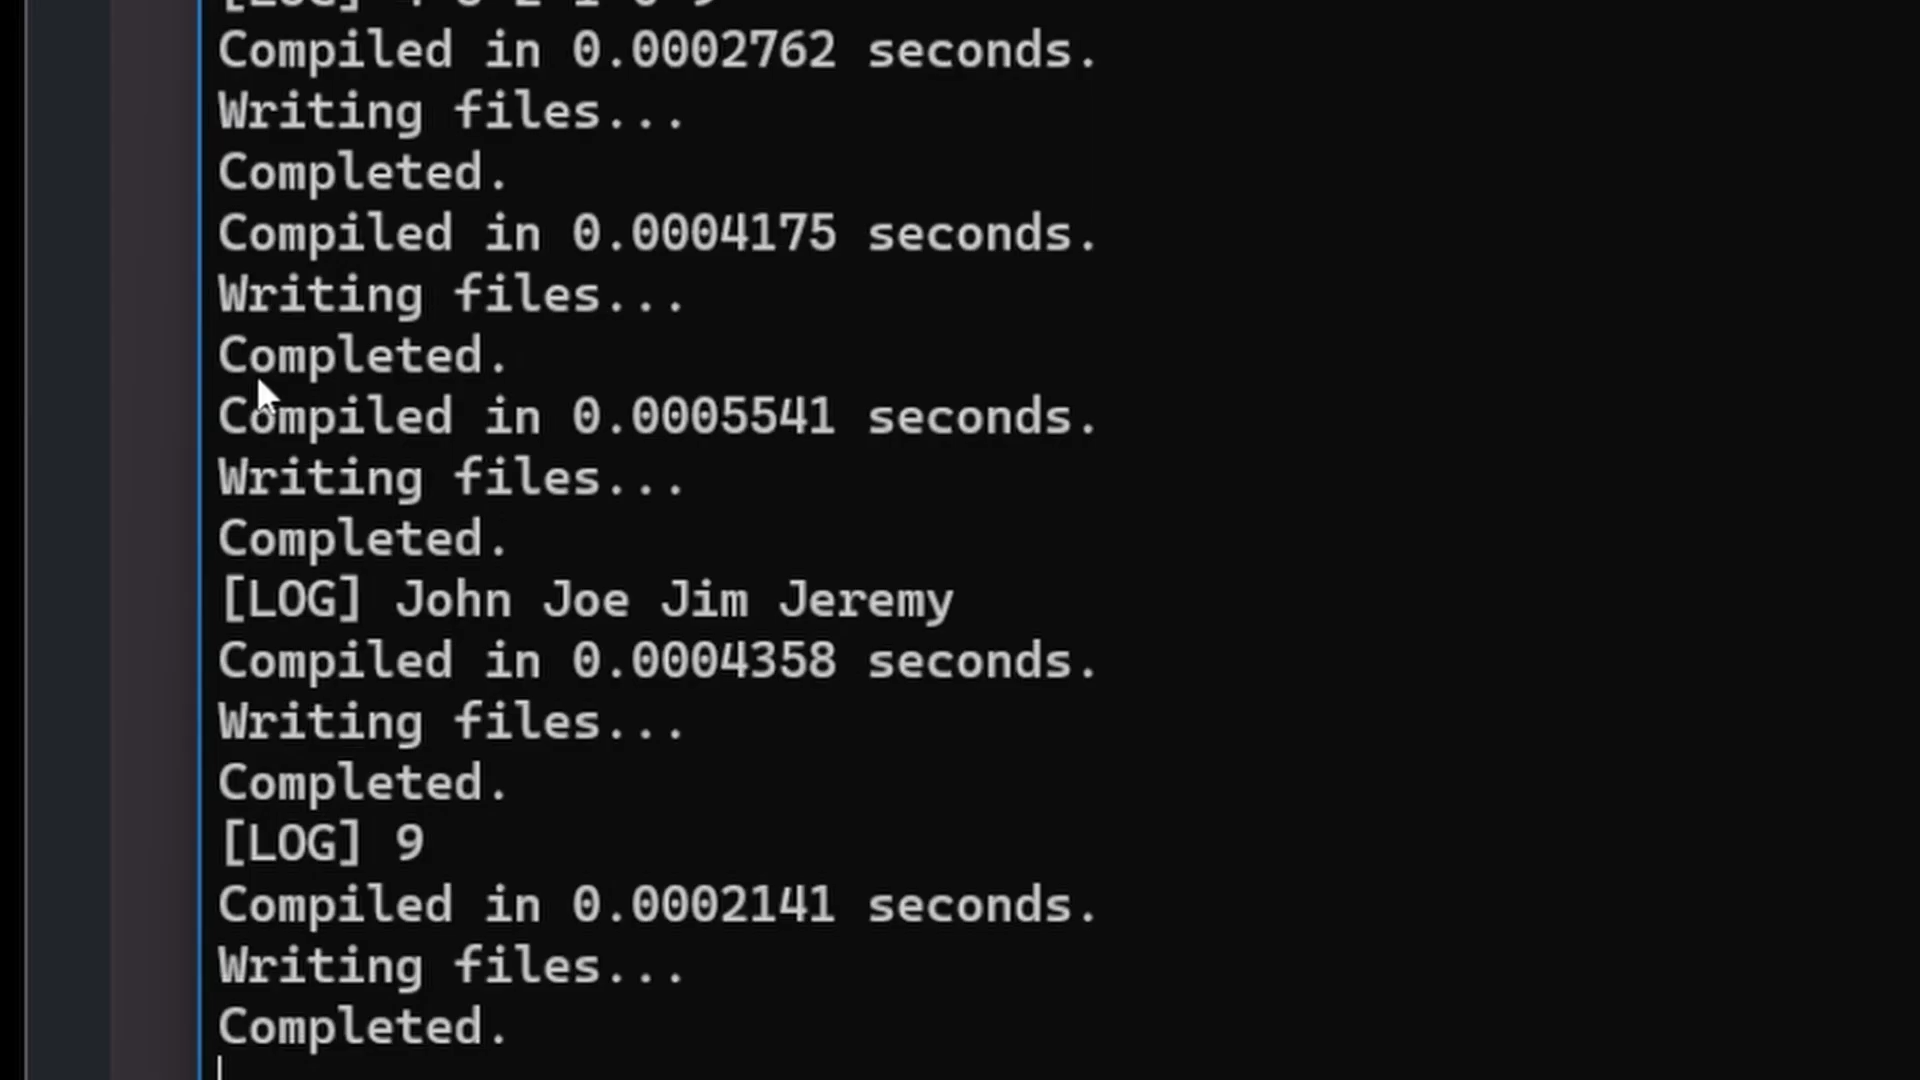 Compiled in 0.0002762 seconds.
Writing files...
Completed.
Compiled in 0.0004175 seconds.
Writing files...
Completed.
Compiled in 0.0005541 seconds.
Writing files...
Completed.
[LOG] John Joe Jim Jeremy
Compiled in 0.0004358 seconds.
Writing files...
Completed.
[LOG] 9
Compiled in 0.0002141 seconds.
Writing files...
Completed.